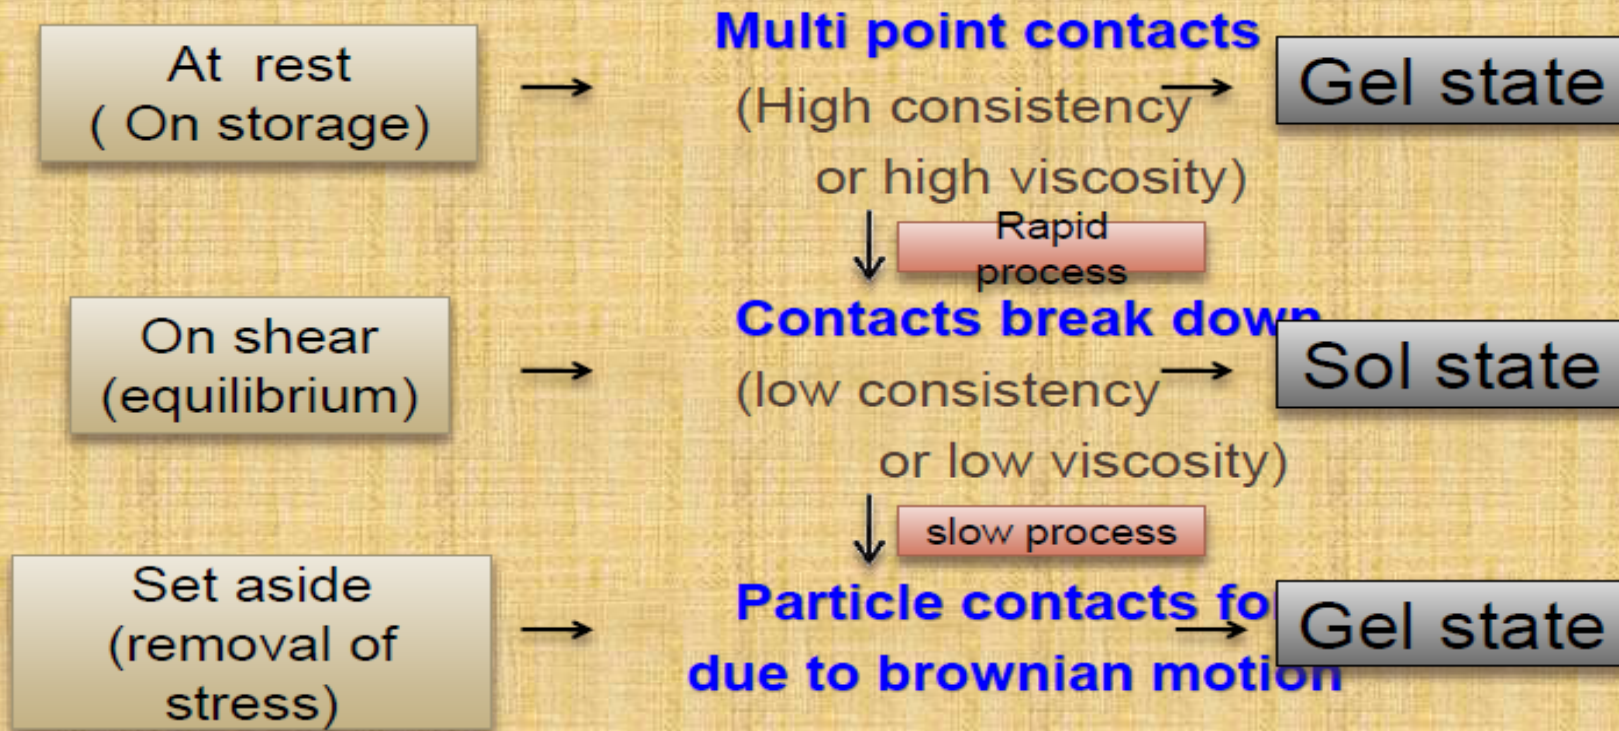 At rest
( On storage)
→
Multi point contacts
(High consistency
or high viscosity)
→
Gel state
↓
Rapid
process
On shear
(equilibrium)
→
Contacts break down
(low consistency
or low viscosity)
→
Sol state
↓
slow process
Set aside
(removal of
stress)
→
Particle contacts
due to brownian motion
→
Gel state